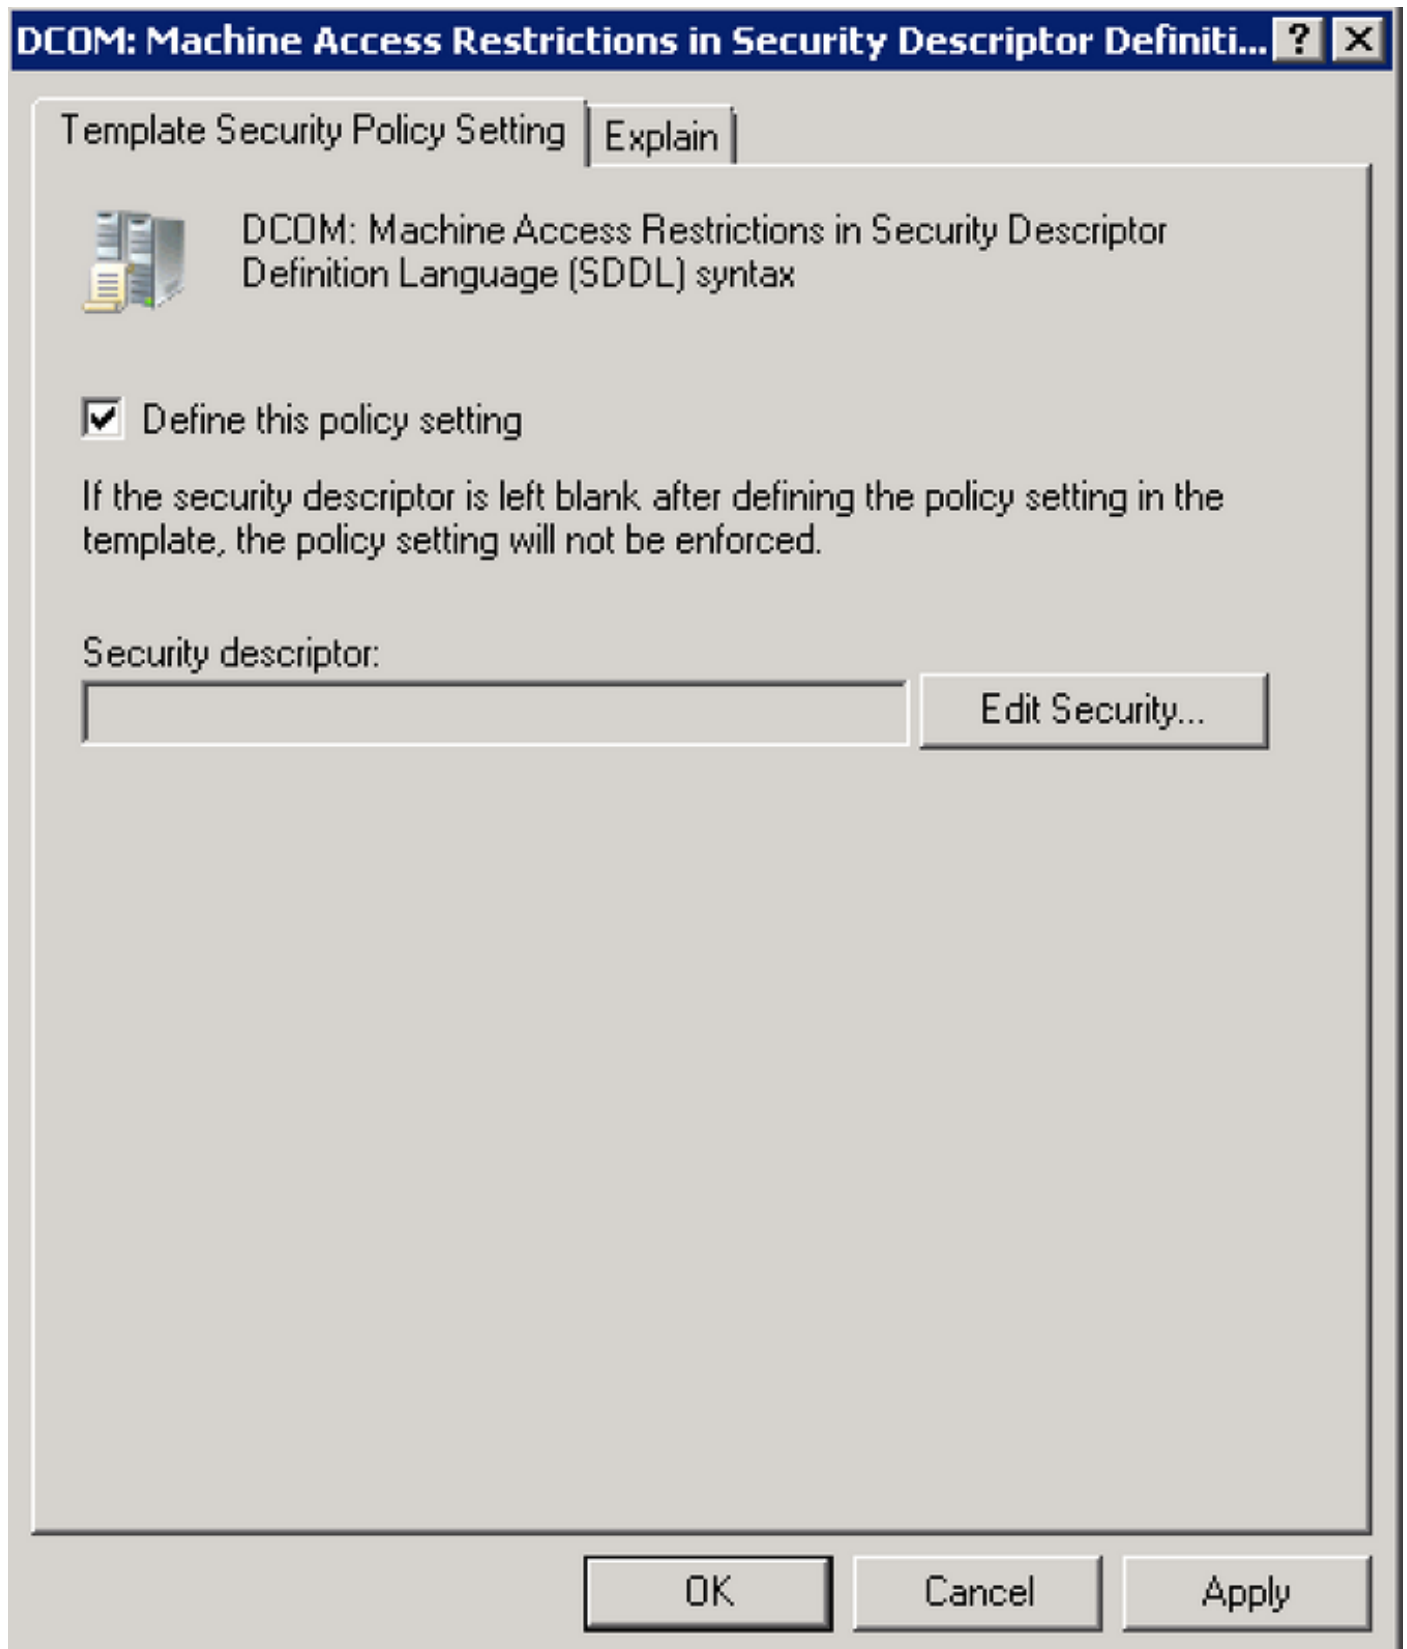 DCOM: Machine Access Restrictions in Security Descriptor Definiti...
Template Security Policy Setting
Explain
DCOM: Machine Access Restrictions in Security Descriptor
Definition Language (SDDL) syntax
Define this policy setting
If the security descriptor is left blank after defining the policy setting in the
template, the policy setting will not be enforced.
Security descriptor:
Edit Security...
OK
Cancel
Apply